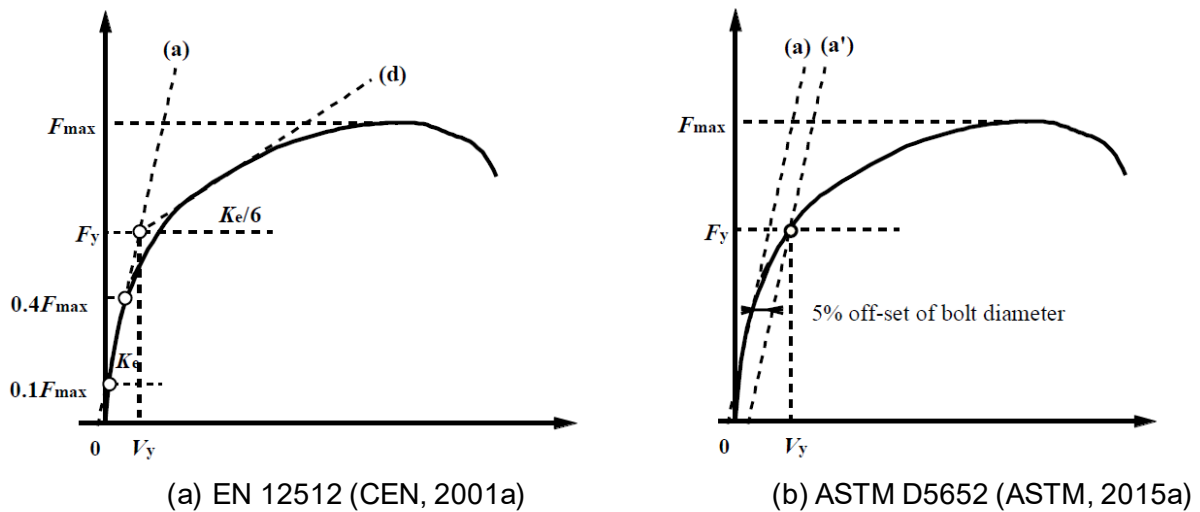 (a)
(d)
Fmax
Ke/6
Fy
0.4Fmax
Ke
0.1Fmax
0
Vy
(a) EN 12512 (CEN, 2001a)
(a) (a')
Fmax
Fy
5% off-set of bolt diameter
0
Vy
(b) ASTM D5652 (ASTM, 2015a)